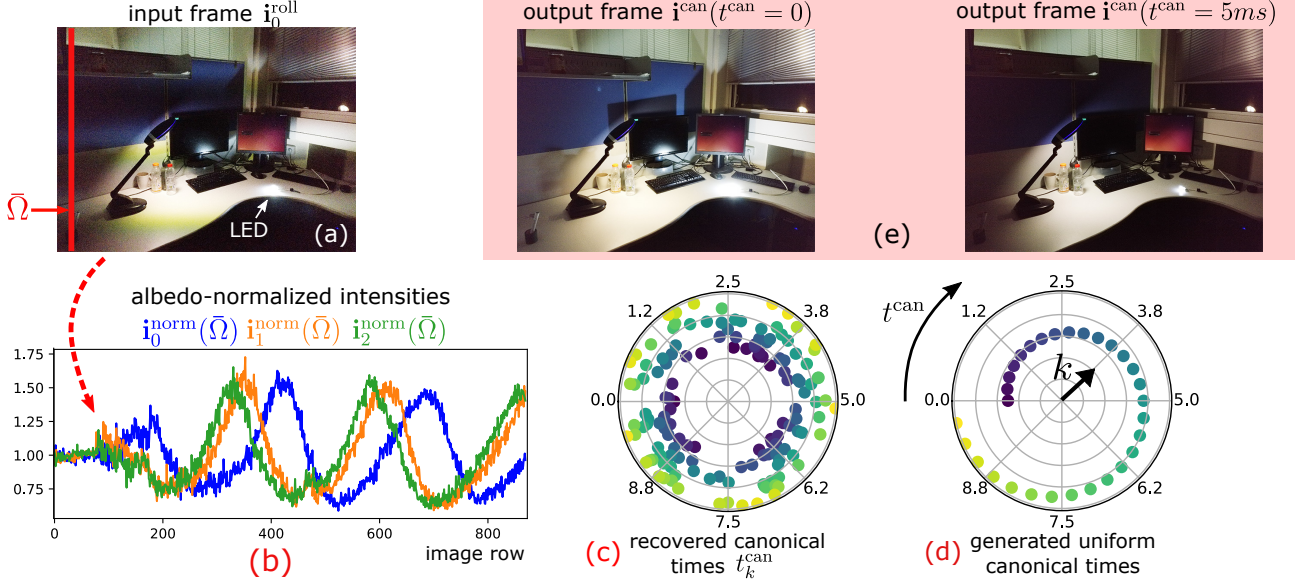 input frame i₀^roll
output frame i^can(t^can = 0)
output frame i^can(t^can = 5ms)
Ω̄
LED
(a)
(e)
albedo-normalized intensities
i₀^norm(Ω̄) i₁^norm(Ω̄) i₂^norm(Ω̄)
1.75
1.50
1.25
1.00
0.75
0
200
400
600
800
image row
(b)
2.5
1.2
3.8
0.0
5.0
8.8
6.2
7.5
(c)
recovered canonical
times t_k^can
t^can
2.5
1.2
3.8
k
0.0
5.0
8.8
6.2
7.5
(d)
generated uniform
canonical times